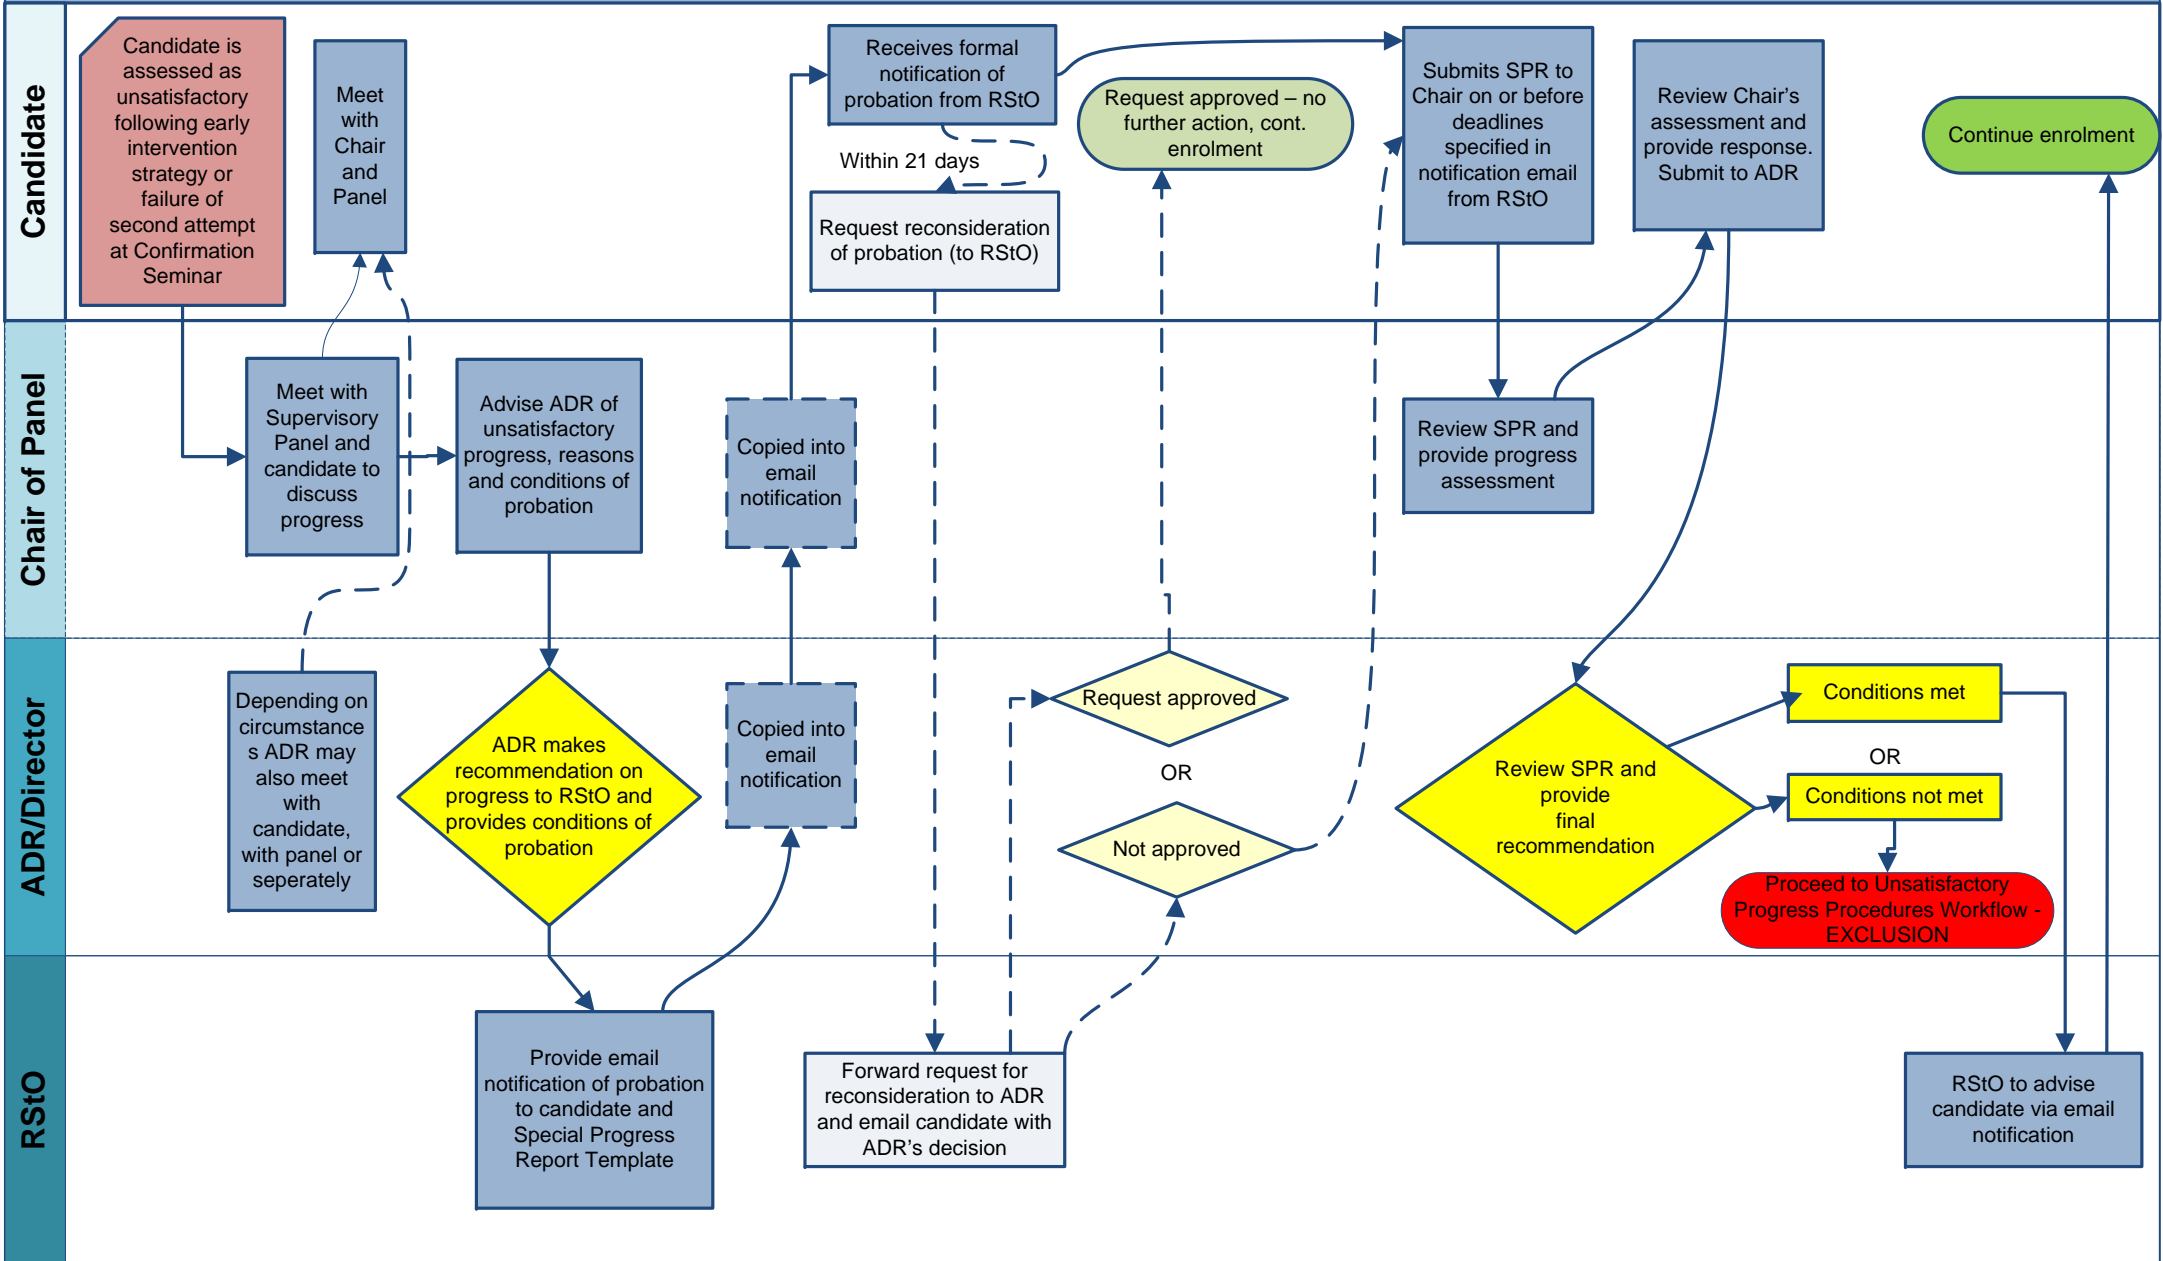 Candidate
Candidate is
assessed as
unsatisfactory
following early
intervention
strategy or
failure of
second attempt
at Confirmation
Seminar
Meet
with
Chair
and
Panel
Receives formal
notification of
probation from RStO
Within 21 days
Request reconsideration
of probation (to RStO)
Request approved – no
further action, cont.
enrolment
Submits SPR to
Chair on or before
deadlines
specified in
notification email
from RStO
Review Chair's
assessment and
provide response.
Submit to ADR
Continue enrolment
Chair of Panel
Meet with
Supervisory
Panel and
candidate to
discuss
progress
Advise ADR of
unsatisfactory
progress, reasons
and conditions of
probation
Copied into
email
notification
Review SPR and
provide progress
assessment
ADR/Director
Depending on
circumstance
s ADR may
also meet
with
candidate,
with panel or
seperately
ADR makes
recommendation on
progress to RStO and
provides conditions of
probation
Copied into
email
notification
Request approved
OR
Not approved
Review SPR and
provide
final
recommendation
Conditions met
OR
Conditions not met
Proceed to Unsatisfactory
Progress Procedures Workflow -
EXCLUSION
RStO
Provide email
notification of probation
to candidate and
Special Progress
Report Template
Forward request for
reconsideration to ADR
and email candidate with
ADR's decision
RStO to advise
candidate via email
notification